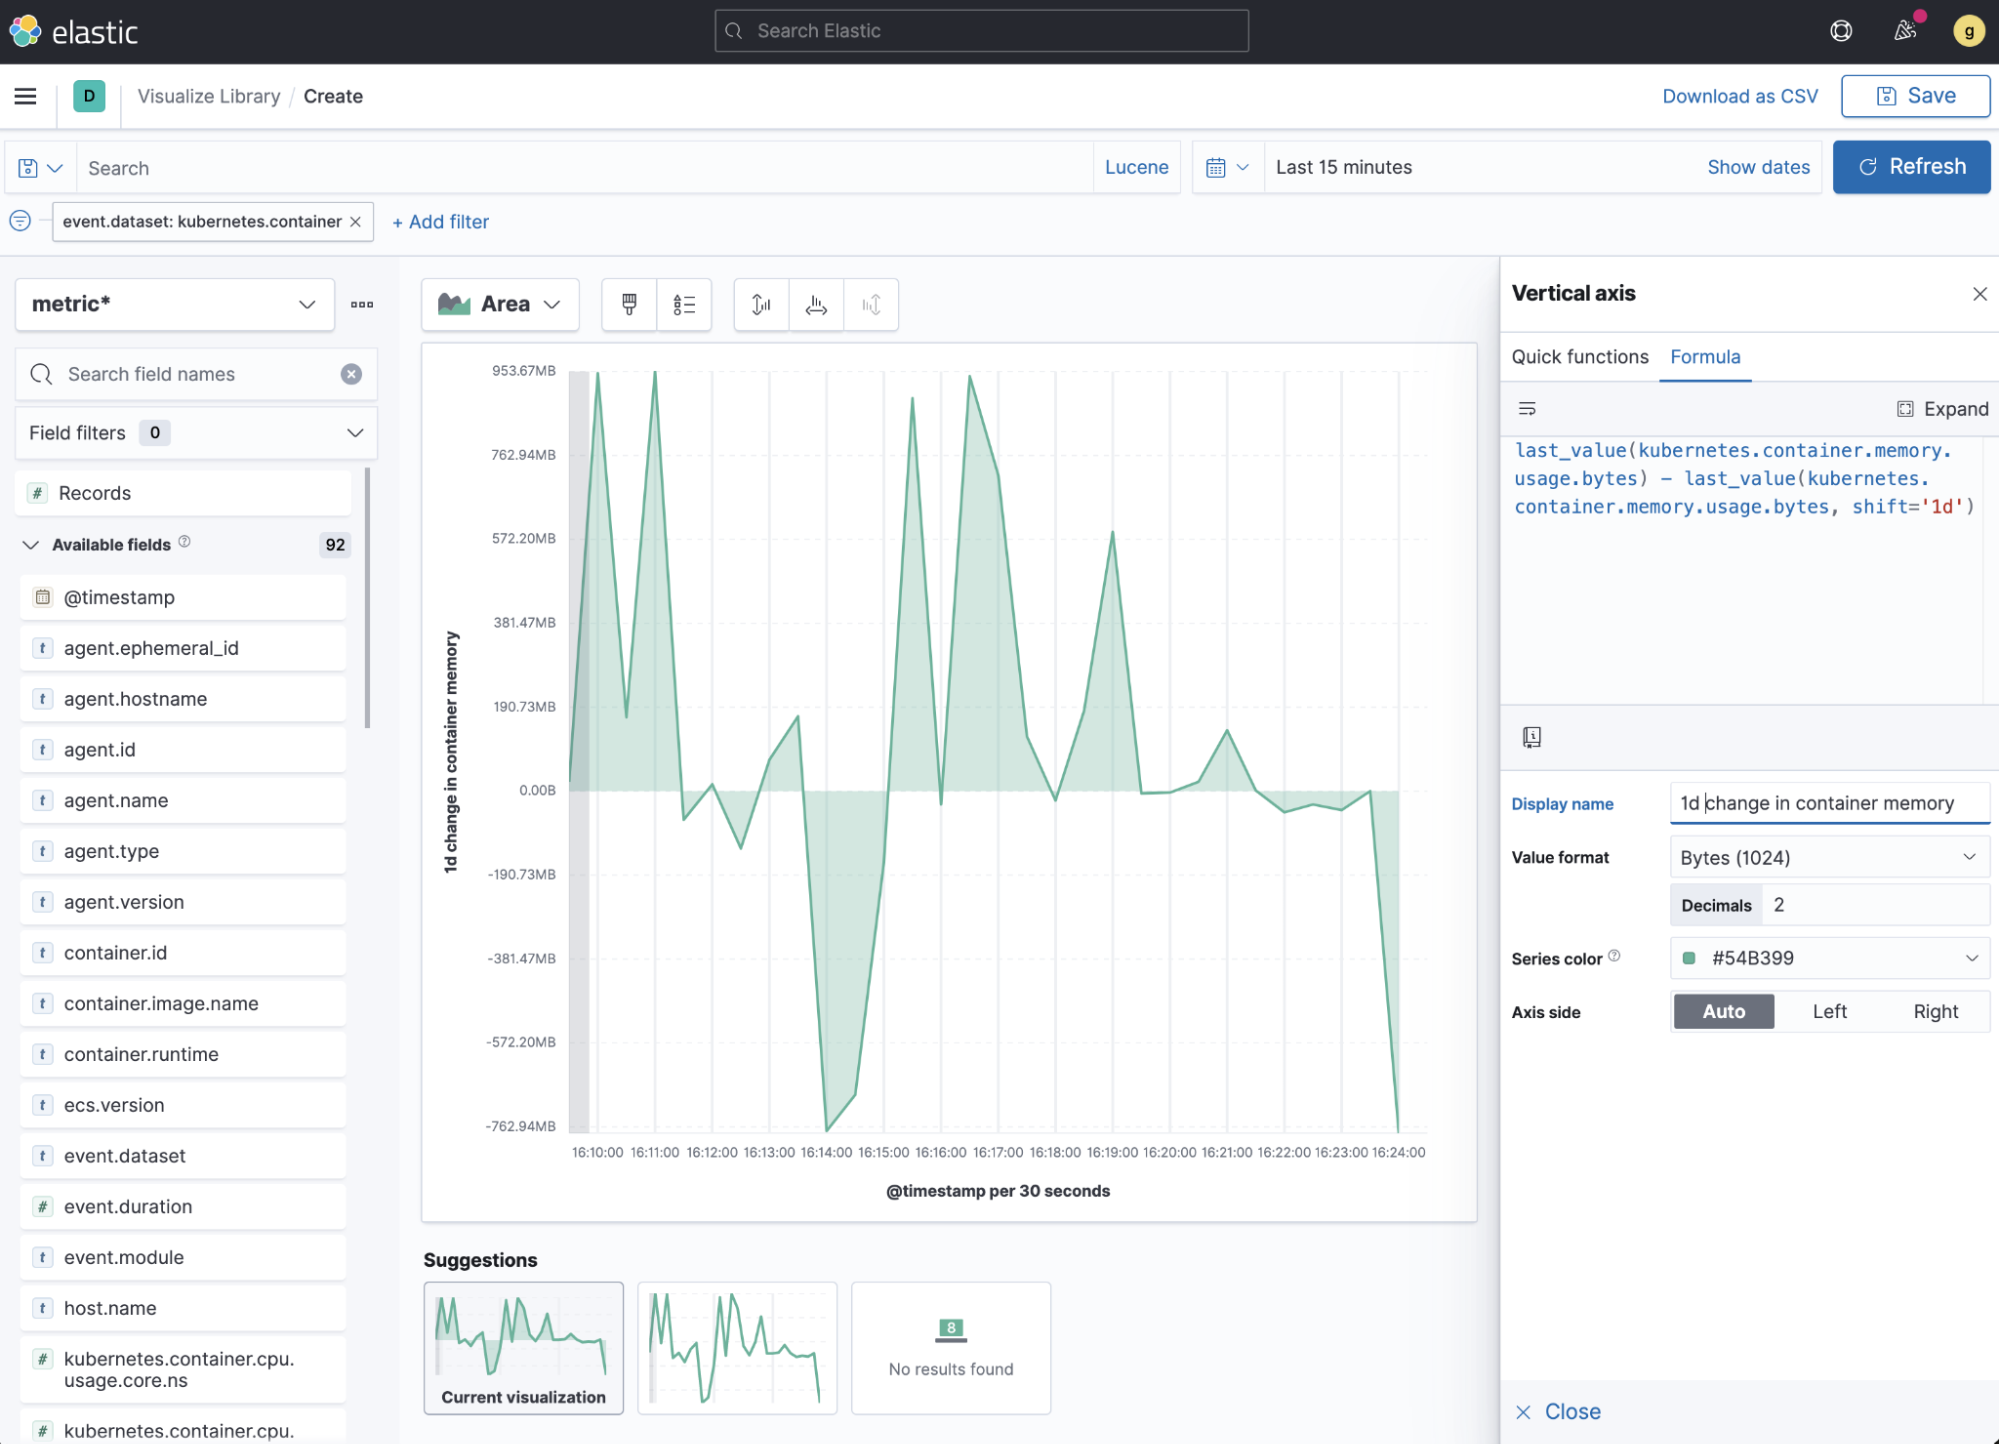 elastic
Search Elastic
g
D
Visualize Library / Create
Download as CSV
Save
Search
Lucene
Last 15 minutes
Show dates
Refresh
event.dataset: kubernetes.container ×
+ Add filter
metric*
Search field names
Field filters 0
# Records
Available fields 92
@timestamp
t agent.ephemeral_id
t agent.hostname
t agent.id
t agent.name
t agent.type
t agent.version
t container.id
t container.image.name
t container.runtime
t ecs.version
t event.dataset
# event.duration
t event.module
t host.name
# kubernetes.container.cpu.
usage.core.ns
# kubernetes.container.cpu.
Area
953.67MB
762.94MB
572.20MB
381.47MB
190.73MB
0.00B
-190.73MB
-381.47MB
-572.20MB
-762.94MB
1d change in container memory
16:10:00 16:11:00 16:12:00 16:13:00 16:14:00 16:15:00 16:16:00 16:17:00 16:18:00 16:19:00 16:20:00 16:21:00 16:22:00 16:23:00 16:24:00
@timestamp per 30 seconds
Suggestions
Current visualization
8
No results found
Vertical axis
Quick functions Formula
Expand
last_value(kubernetes.container.memory.
usage.bytes) - last_value(kubernetes.
container.memory.usage.bytes, shift='1d')
Display name 1d change in container memory
Value format Bytes (1024)
Decimals 2
Series color #54B399
Axis side Auto Left Right
Close